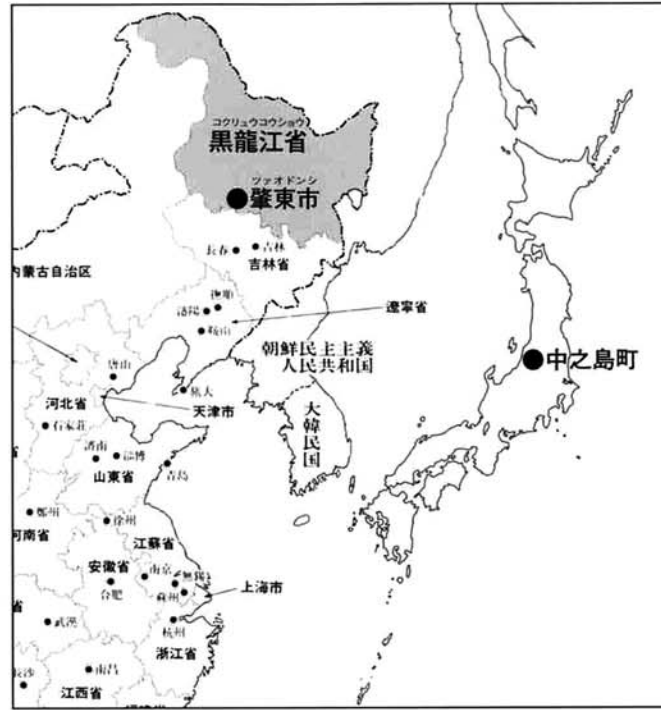 コクリュウコウショウ
黒龍江省
ツァオドンシ
肇東市
長春
吉林
吉林省
内蒙古自治区
撫順
瀋陽
鞍山
遼寧省
朝鮮民主主義
人民共和国
中之島町
唐山
旅大
河北省
天津市
大韓民国
石家荘
済南
淄博
山東省
青島
鄭州
徐州
河南省
江蘇省
安徽省
南京
無錫
合肥
蘇州
上海市
省
武漢
杭州
浙江省
長沙
南昌
江西省